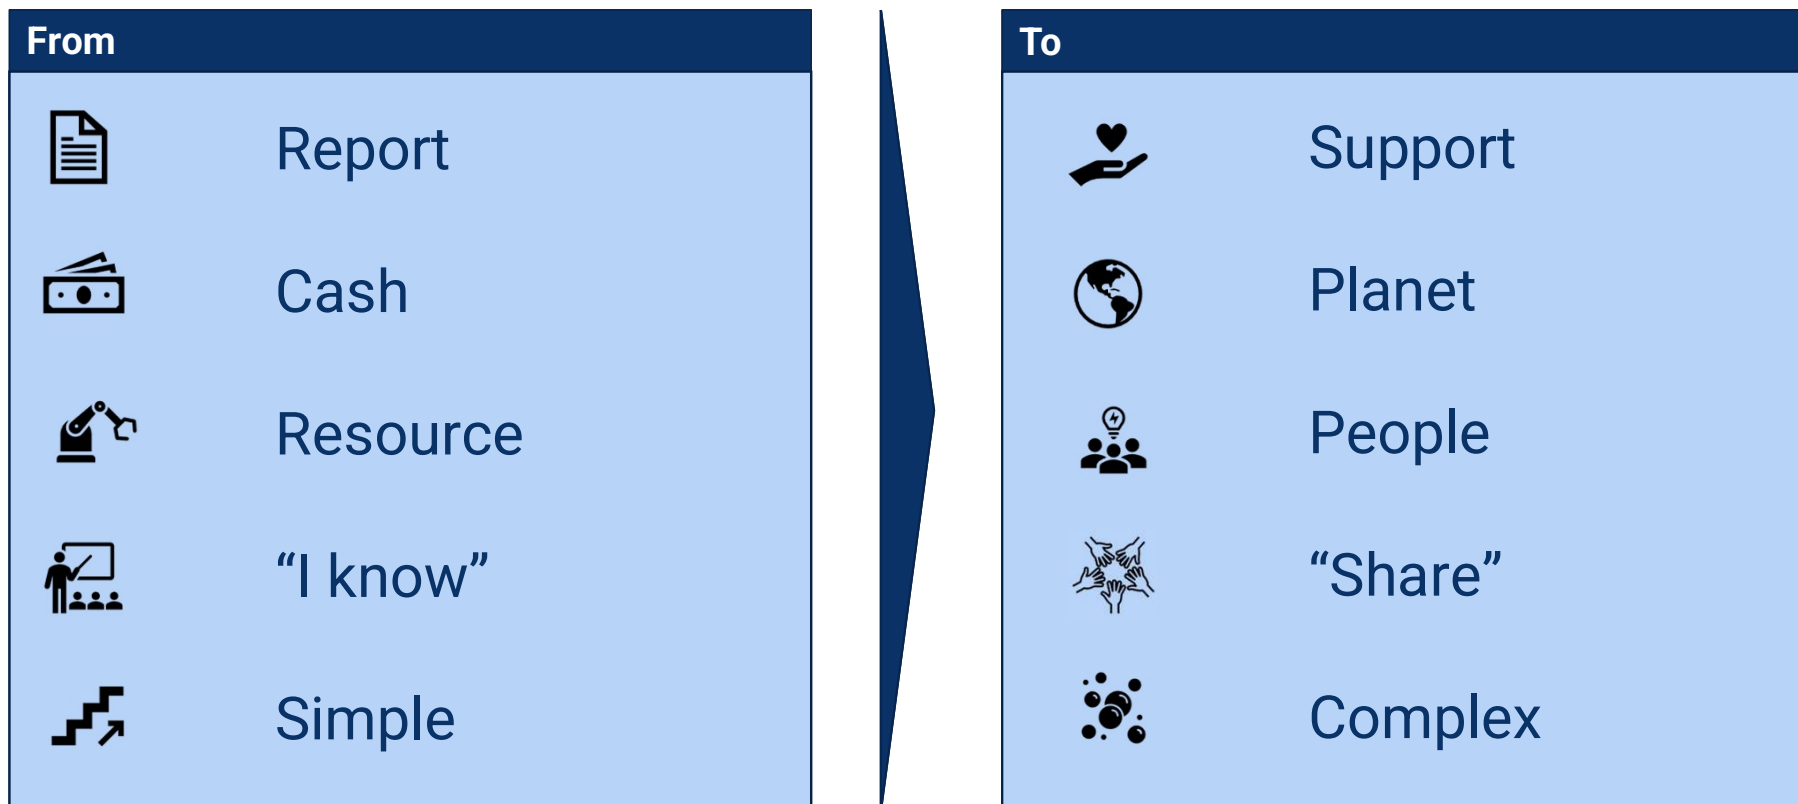 From
Report
Cash
Resource
“I know”
Simple
To
Support
Planet
People
“Share”
Complex